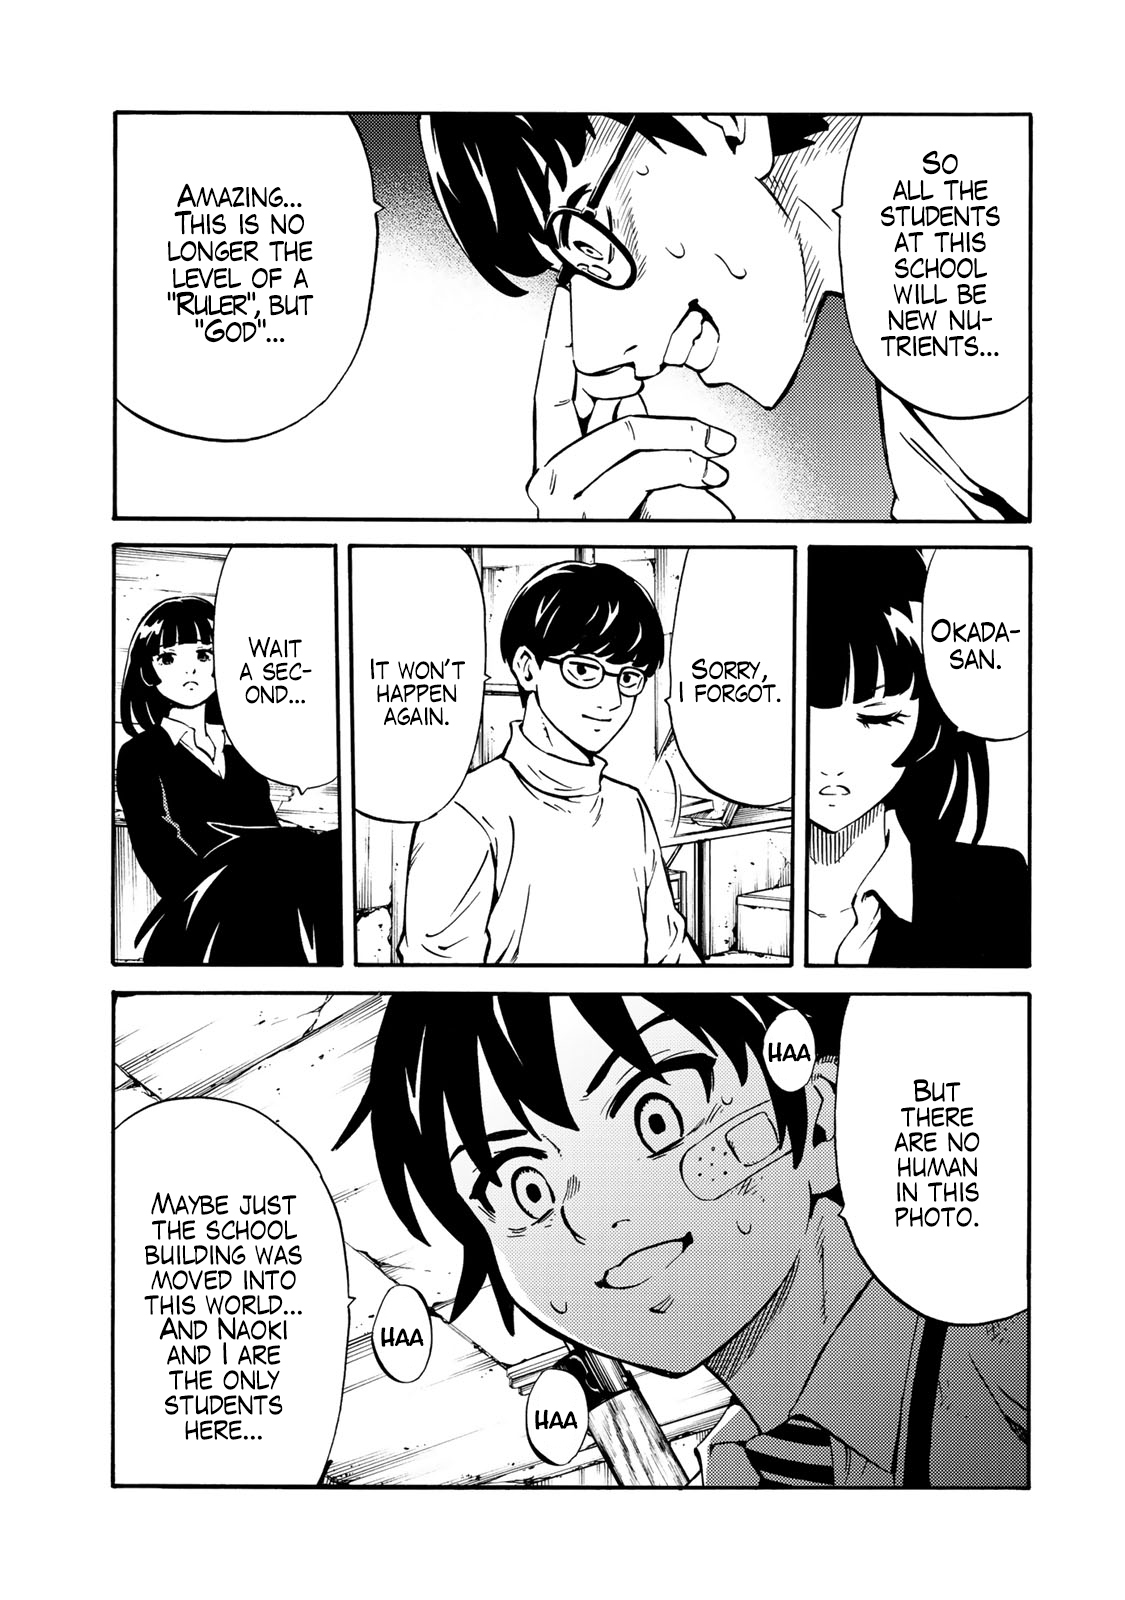 SO
ALL THE
STUDENTS
AT THIS
SCHOOL
WILL BE
NEW NU-
TRIENTS...
AMAZING...
THIS IS NO
LONGER THE
LEVEL OF A
"RULER", BUT
"GOD"...
OKADA-
SAN.
SORRY,
I FORGOT.
IT WON'T
HAPPEN
AGAIN.
WAIT
A SEC-
OND...
HAA
BUT
THERE
ARE NO
HUMAN
IN THIS
PHOTO.
MAYBE JUST
THE SCHOOL
BUILDING WAS
MOVED INTO
THIS WORLD...
AND NAOKI
AND I ARE
THE ONLY
STUDENTS
HERE...
HAA
HAA